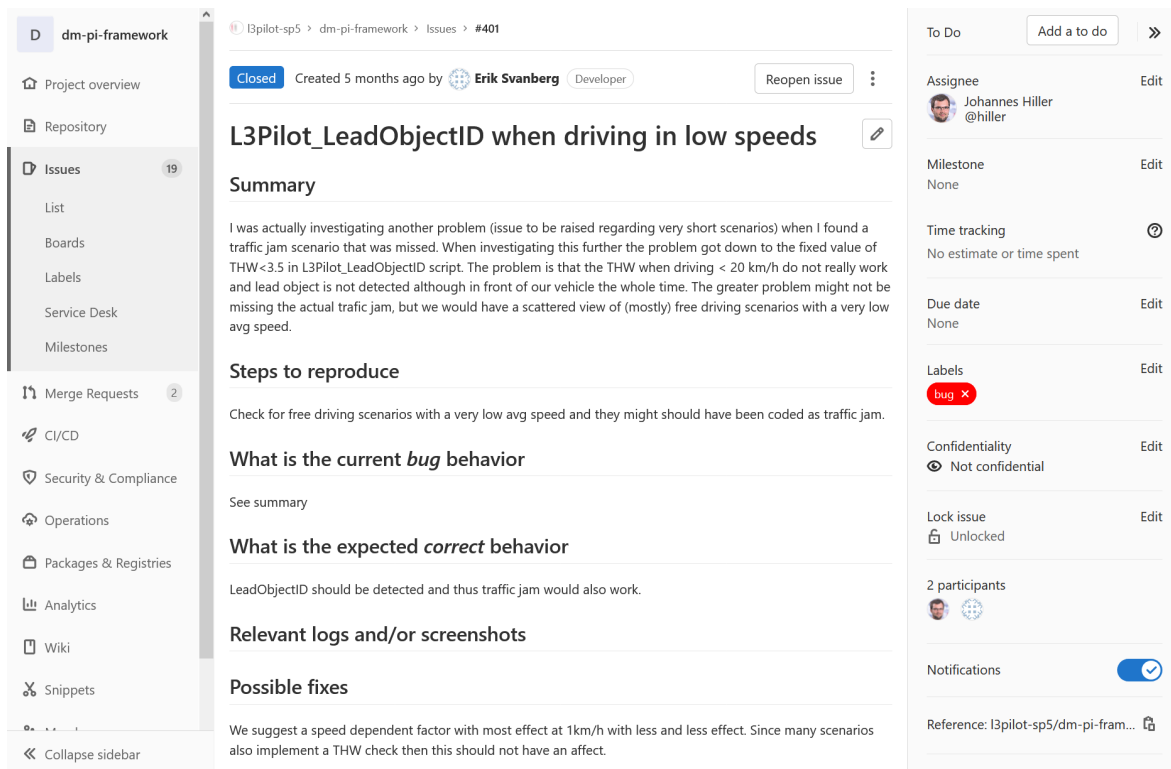 D dm-pi-framework
Project overview
Repository
Issues 19
List
Boards
Labels
Service Desk
Milestones
Merge Requests 2
CI/CD
Security & Compliance
Operations
Packages & Registries
Analytics
Wiki
Snippets
Collapse sidebar
l3pilot-sp5 > dm-pi-framework > Issues > #401
Closed Created 5 months ago by Erik Svanberg Developer Reopen issue
L3Pilot_LeadObjectID when driving in low speeds
Summary
I was actually investigating another problem (issue to be raised regarding very short scenarios) when I found a
traffic jam scenario that was missed. When investigating this further the problem got down to the fixed value of
THW<3.5 in L3Pilot_LeadObjectID script. The problem is that the THW when driving < 20 km/h do not really work
and lead object is not detected although in front of our vehicle the whole time. The greater problem might not be
missing the actual trafic jam, but we would have a scattered view of (mostly) free driving scenarios with a very low
avg speed.
Steps to reproduce
Check for free driving scenarios with a very low avg speed and they might should have been coded as traffic jam.
What is the current bug behavior
See summary
What is the expected correct behavior
LeadObjectID should be detected and thus traffic jam would also work.
Relevant logs and/or screenshots
Possible fixes
We suggest a speed dependent factor with most effect at 1km/h with less and less effect. Since many scenarios
also implement a THW check then this should not have an affect.
To Do Add a to do
Assignee Edit
Johannes Hiller
@hiller
Milestone Edit
None
Time tracking
No estimate or time spent
Due date Edit
None
Labels Edit
bug ×
Confidentiality Edit
Not confidential
Lock issue Edit
Unlocked
2 participants
Notifications
Reference: l3pilot-sp5/dm-pi-fram...